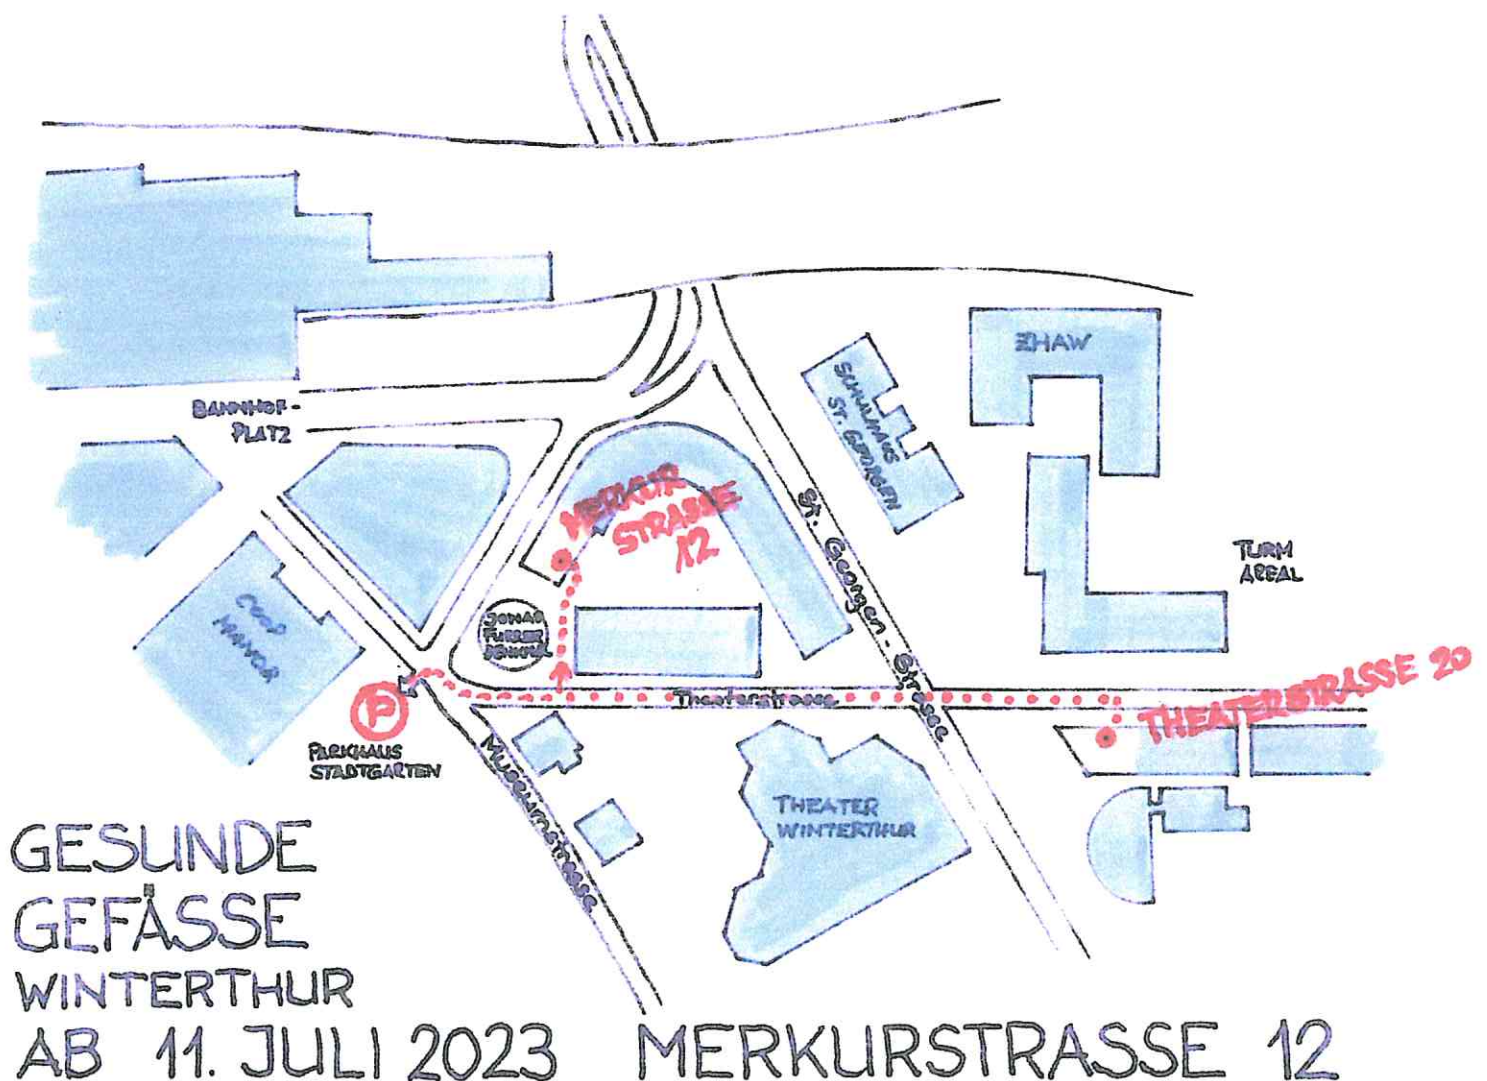 ZHAW
SCHULHAUS
ST. GEORGEN
BAHNHOF-
PLATZ
MERKUR
STRASSE
12
St. Georgen-Strasse
TURM
AREAL
COOP
MANOR
JONAS
FURRER
DENKMAL
THEATERSTRASSE 20
Theaterstrasse
P
PARKHAUS
STADTGARTEN
Museumstrasse
THEATER
WINTERTHUR
GESUNDE
GEFÄSSE
WINTERTHUR
AB 11. JULI 2023 MERKURSTRASSE 12